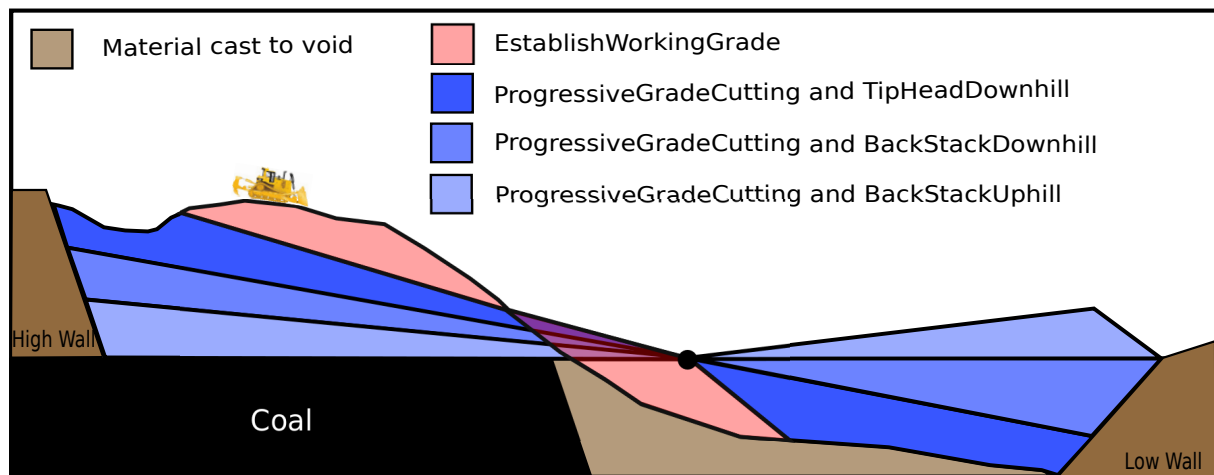 Material cast to void
EstablishWorkingGrade
ProgressiveGradeCutting and TipHeadDownhill
ProgressiveGradeCutting and BackStackDownhill
ProgressiveGradeCutting and BackStackUphill
High Wall
Coal
Low Wall